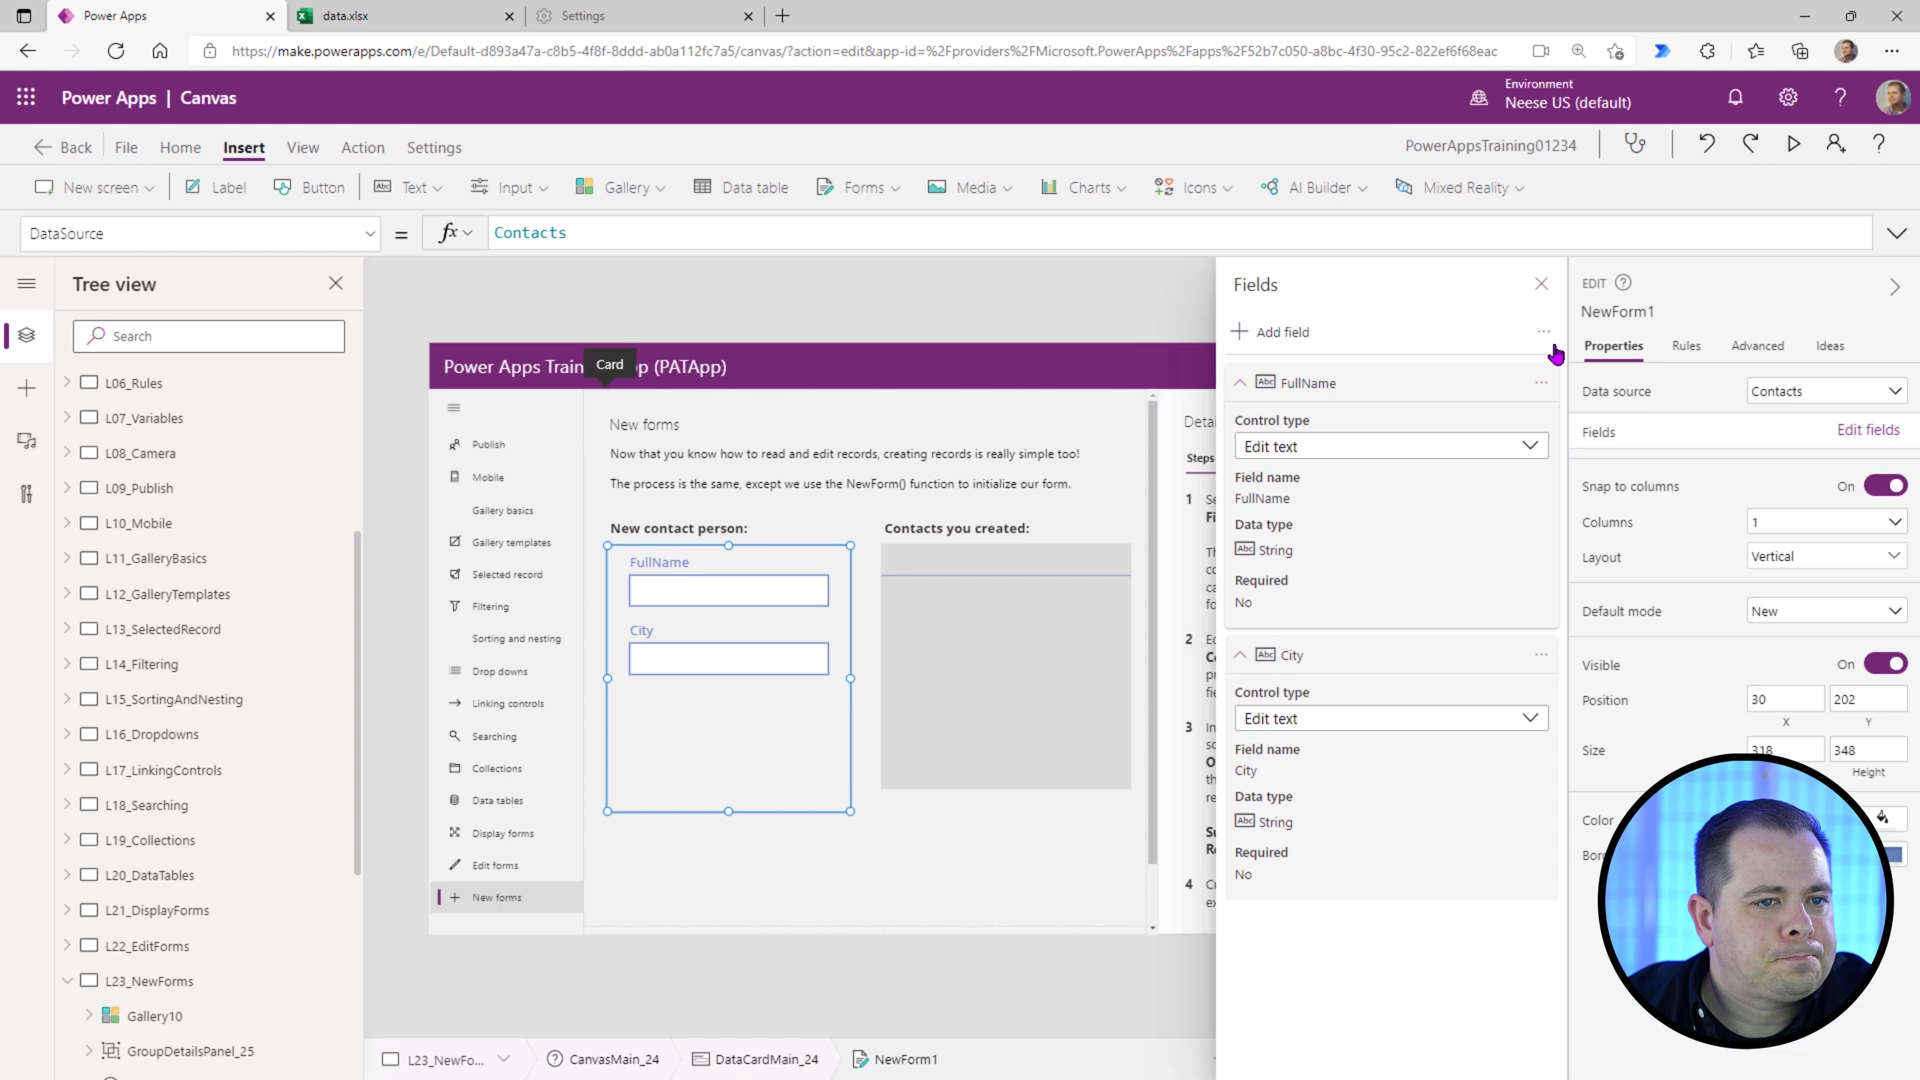 Power Apps
data.xlsx
Settings
https://make.powerapps.com/e/Default-d893a47a-c8b5-4f8f-8ddd-ab0a112fc7a5/canvas/?action=edit&app-id=%2Fproviders%2FMicrosoft.PowerApps%2Fapps%2F52b7c050-a8bc-4f30-95c2-822ef6f68eac
Power Apps | Canvas
Environment
Neese US (default)
Back File Home Insert View Action Settings
PowerAppsTraining01234
New screen Label Button Text Input Gallery Data table Forms Media Charts Icons AI Builder Mixed Reality
DataSource = fx Contacts
Tree view
Search
L06_Rules
L07_Variables
L08_Camera
L09_Publish
L10_Mobile
L11_GalleryBasics
L12_GalleryTemplates
L13_SelectedRecord
L14_Filtering
L15_SortingAndNesting
L16_Dropdowns
L17_LinkingControls
L18_Searching
L19_Collections
L20_DataTables
L21_DisplayForms
L22_EditForms
L23_NewForms
Gallery10
GroupDetailsPanel_25
Power Apps Train p (PATApp)
Card
Publish
Mobile
Gallery basics
Gallery templates
Selected record
Filtering
Sorting and nesting
Drop downs
Linking controls
Searching
Collections
Data tables
Display forms
Edit forms
New forms
New forms
Now that you know how to read and edit records, creating records is really simple too!
The process is the same, except we use the NewForm() function to initialize our form.
New contact person:
Contacts you created:
FullName
City
Detai
Steps
1
2
3
4
L23_NewFo...
CanvasMain_24
DataCardMain_24
NewForm1
Fields
Add field
Abc FullName
Control type
Edit text
Field name
FullName
Data type
Abc String
Required
No
Abc City
Control type
Edit text
Field name
City
Data type
Abc String
Required
No
EDIT
NewForm1
Properties Rules Advanced Ideas
Data source Contacts
Fields Edit fields
Snap to columns On
Columns 1
Layout Vertical
Default mode New
Visible On
Position 30 202
X Y
Size 318 348
Height
Color